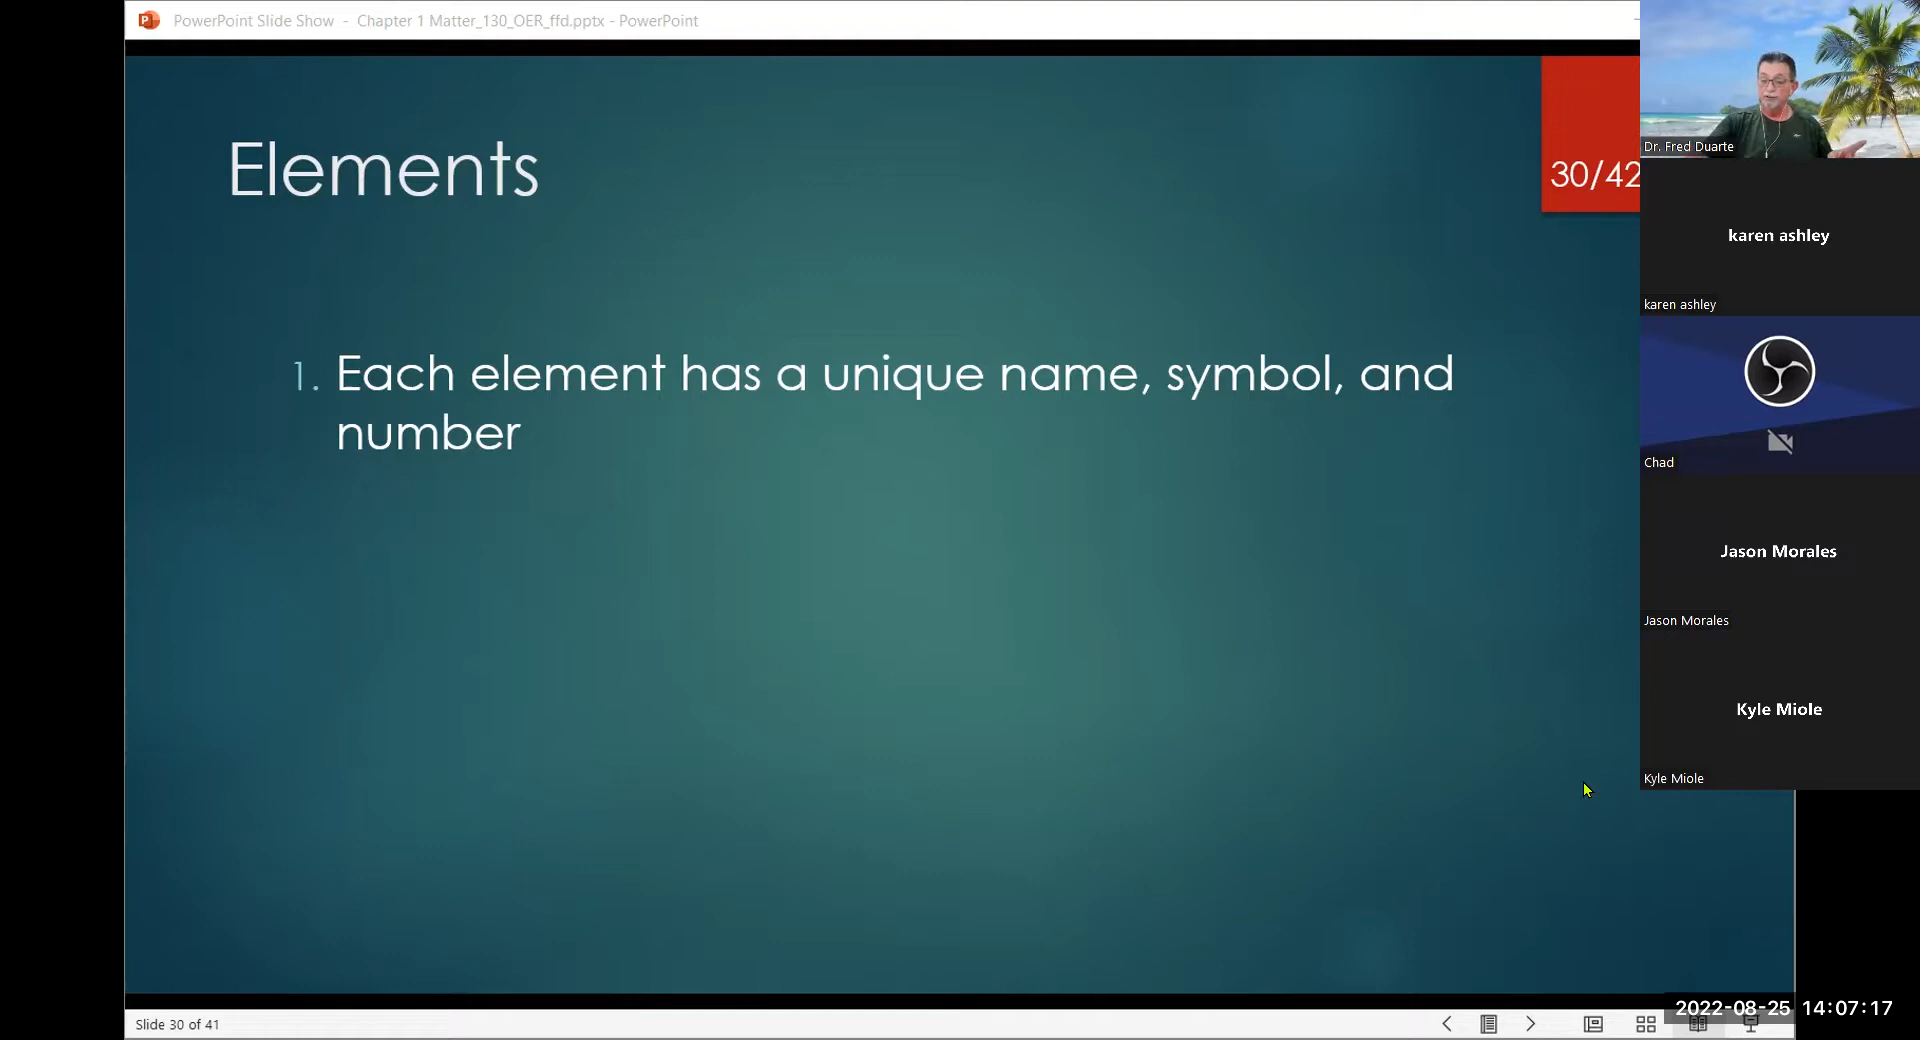 PowerPoint Slide Show - Chapter 1 Matter_130_OER_ffd.pptx - PowerPoint
Elements
30/42
1. Each element has a unique name, symbol, and
number
Dr. Fred Duarte
karen ashley
karen ashley
Chad
Jason Morales
Jason Morales
Kyle Miole
Kyle Miole
Slide 30 of 41
2022-08-25 14:07:17